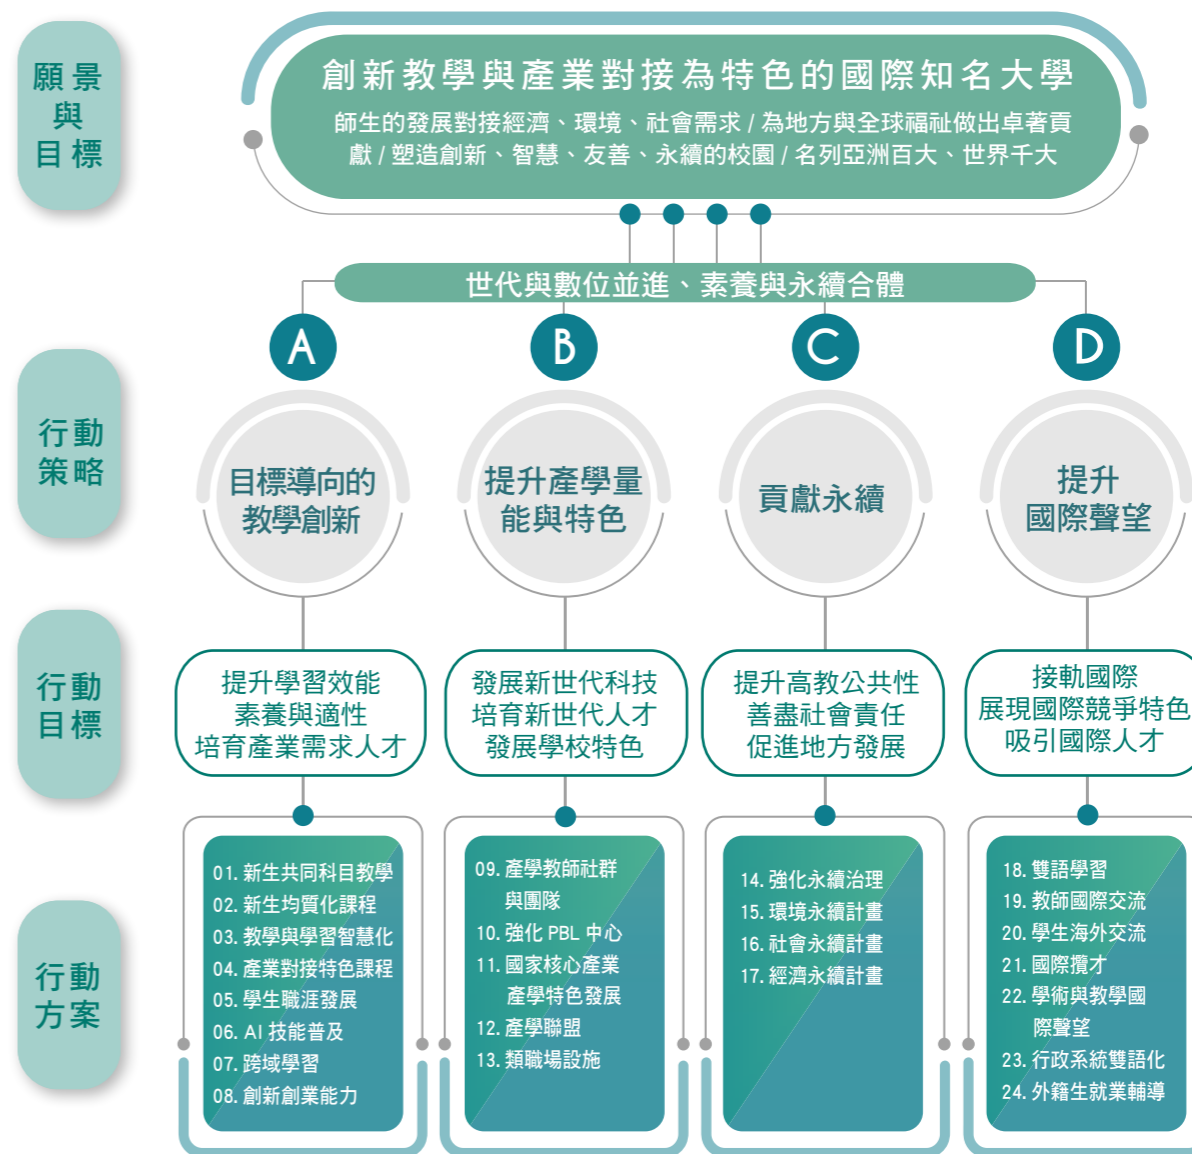 願景
與
目標
創新教學與產業對接為特色的國際知名大學
師生的發展對接經濟、環境、社會需求 / 為地方與全球福祉做出卓著貢
獻 / 塑造創新、智慧、友善、永續的校園 / 名列亞洲百大、世界千大
世代與數位並進、素養與永續合體
行動
策略
A
目標導向的
教學創新
B
提升產學量
能與特色
C
貢獻永續
D
提升
國際聲望
行動
目標
提升學習效能
素養與適性
培育產業需求人才
發展新世代科技
培育新世代人才
發展學校特色
提升高教公共性
善盡社會責任
促進地方發展
接軌國際
展現國際競爭特色
吸引國際人才
行動
方案
01. 新生共同科目教學
02. 新生均質化課程
03. 教學與學習智慧化
04. 產業對接特色課程
05. 學生職涯發展
06. AI 技能普及
07. 跨域學習
08. 創新創業能力
09. 產學教師社群
與團隊
10. 強化 PBL 中心
11. 國家核心產業
產學特色發展
12. 產學聯盟
13. 類職場設施
14. 強化永續治理
15. 環境永續計畫
16. 社會永續計畫
17. 經濟永續計畫
18. 雙語學習
19. 教師國際交流
20. 學生海外交流
21. 國際攬才
22. 學術與教學國
際聲望
23. 行政系統雙語化
24. 外籍生就業輔導